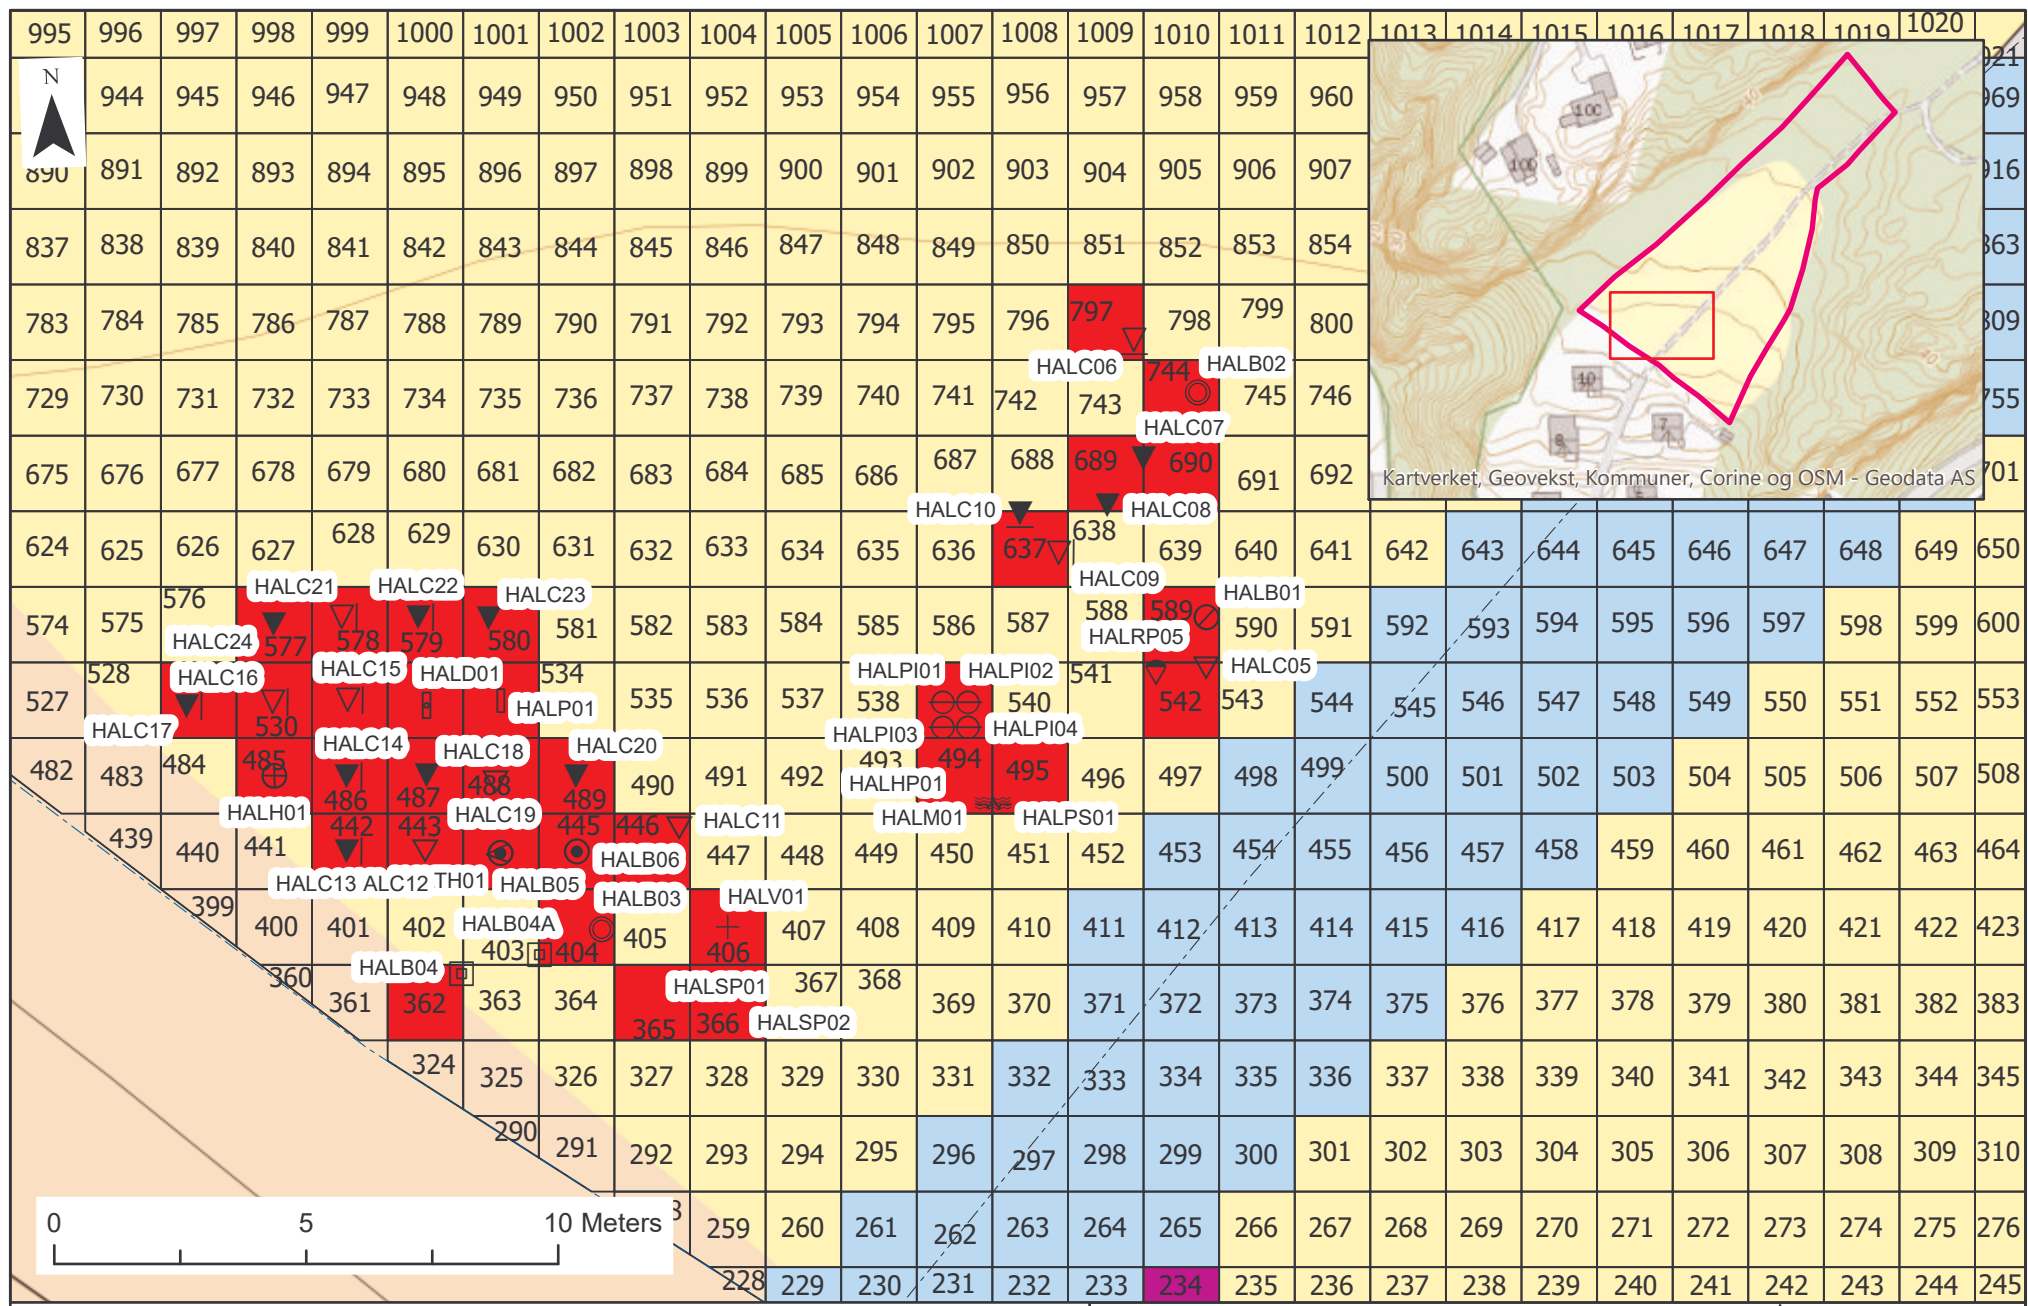 995 996 997 998 999 1000 1001 1002 1003 1004 1005 1006 1007 1008 1009 1010 1011 1012 1013 1014 1015 1016 1017 1018 1019 1020
N
944 945 946 947 948 949 950 951 952 953 954 955 956 957 958 959 960
890 891 892 893 894 895 896 897 898 899 900 901 902 903 904 905 906 907
837 838 839 840 841 842 843 844 845 846 847 848 849 850 851 852 853 854
783 784 785 786 787 788 789 790 791 792 793 794 795 796 797 798 799 800
HALC06 HALB02
729 730 731 732 733 734 735 736 737 738 739 740 741 742 743 744 745 746 755
HALC07
675 676 677 678 679 680 681 682 683 684 685 686 687 688 689 690 691 692 701
Kartverket, Geovekst, Kommuner, Corine og OSM - Geodata AS
HALC10 HALC08
624 625 626 627 628 629 630 631 632 633 634 635 636 637 638 639 640 641 642 643 644 645 646 647 648 649 650
HALC21 HALC22 HALC23 HALC09 HALB01
574 575 576 577 578 579 580 581 582 583 584 585 586 587 588 589 590 591 592 593 594 595 596 597 598 599 600
HALC24 HALRP05
HALC16 HALC15 HALD01 HALPI01 HALPI02 HALC05
527 528 530 534 535 536 537 538 540 541 542 543 544 545 546 547 548 549 550 551 552 553
HALC17 HALP01 HALPI03 HALPI04
HALC14 HALC18 HALC20
482 483 484 485 486 487 488 489 490 491 492 493 494 495 496 497 498 499 500 501 502 503 504 505 506 507 508
HALH01 HALC19 HALHP01 HALM01 HALPS01 HALC11
439 440 441 442 443 445 446 447 448 449 450 451 452 453 454 455 456 457 458 459 460 461 462 463 464
HALB06
HALC13 ALC12 TH01 HALB05 HALB03 HALV01
399 400 401 402 403 404 405 406 407 408 409 410 411 412 413 414 415 416 417 418 419 420 421 422 423
HALB04A
HALB04 HALSP01
360 361 362 363 364 365 366 367 368 369 370 371 372 373 374 375 376 377 378 379 380 381 382 383
HALSP02
324 325 326 327 328 329 330 331 332 333 334 335 336 337 338 339 340 341 342 343 344 345
290 291 292 293 294 295 296 297 298 299 300 301 302 303 304 305 306 307 308 309 310
0 5 10 Meters
259 260 261 262 263 264 265 266 267 268 269 270 271 272 273 274 275 276
228 229 230 231 232 233 234 235 236 237 238 239 240 241 242 243 244 245